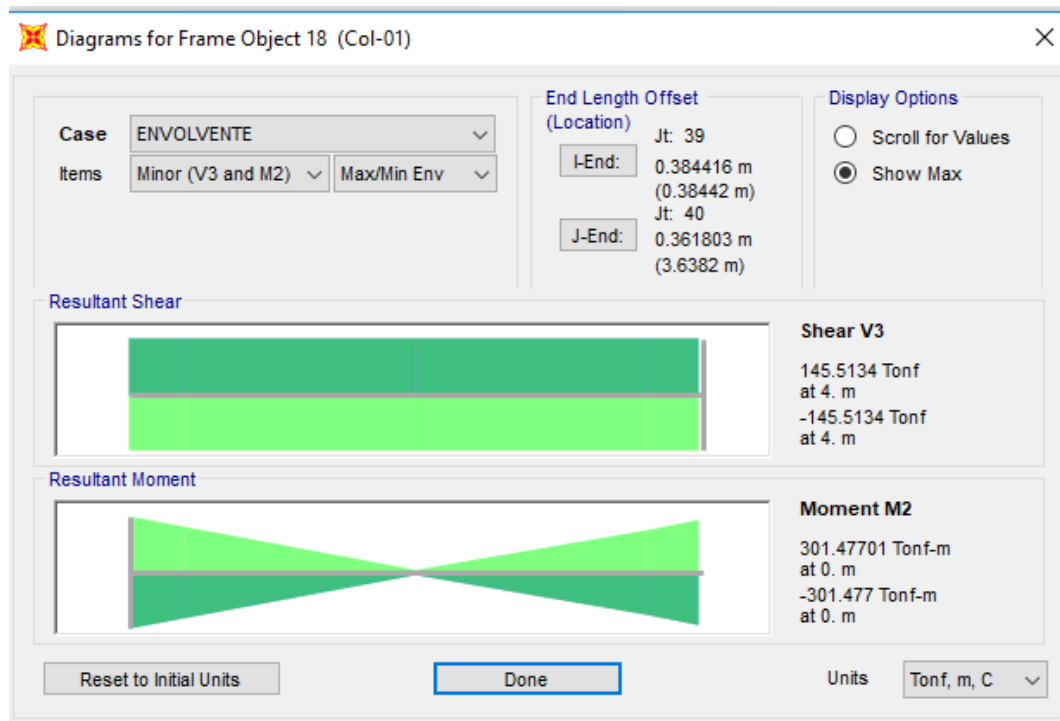 Diagrams for Frame Object 18 (Col-01)
Case ENVOLVENTE
Items Minor (V3 and M2) Max/Min Env
End Length Offset
(Location)
I-End:
Jt: 39
0.384416 m
(0.38442 m)
J-End:
Jt: 40
0.361803 m
(3.6382 m)
Display Options
Scroll for Values
Show Max
Resultant Shear
Shear V3
145.5134 Tonf
at 4. m
-145.5134 Tonf
at 4. m
Resultant Moment
Moment M2
301.47701 Tonf-m
at 0. m
-301.477 Tonf-m
at 0. m
Reset to Initial Units
Done
Units Tonf, m, C